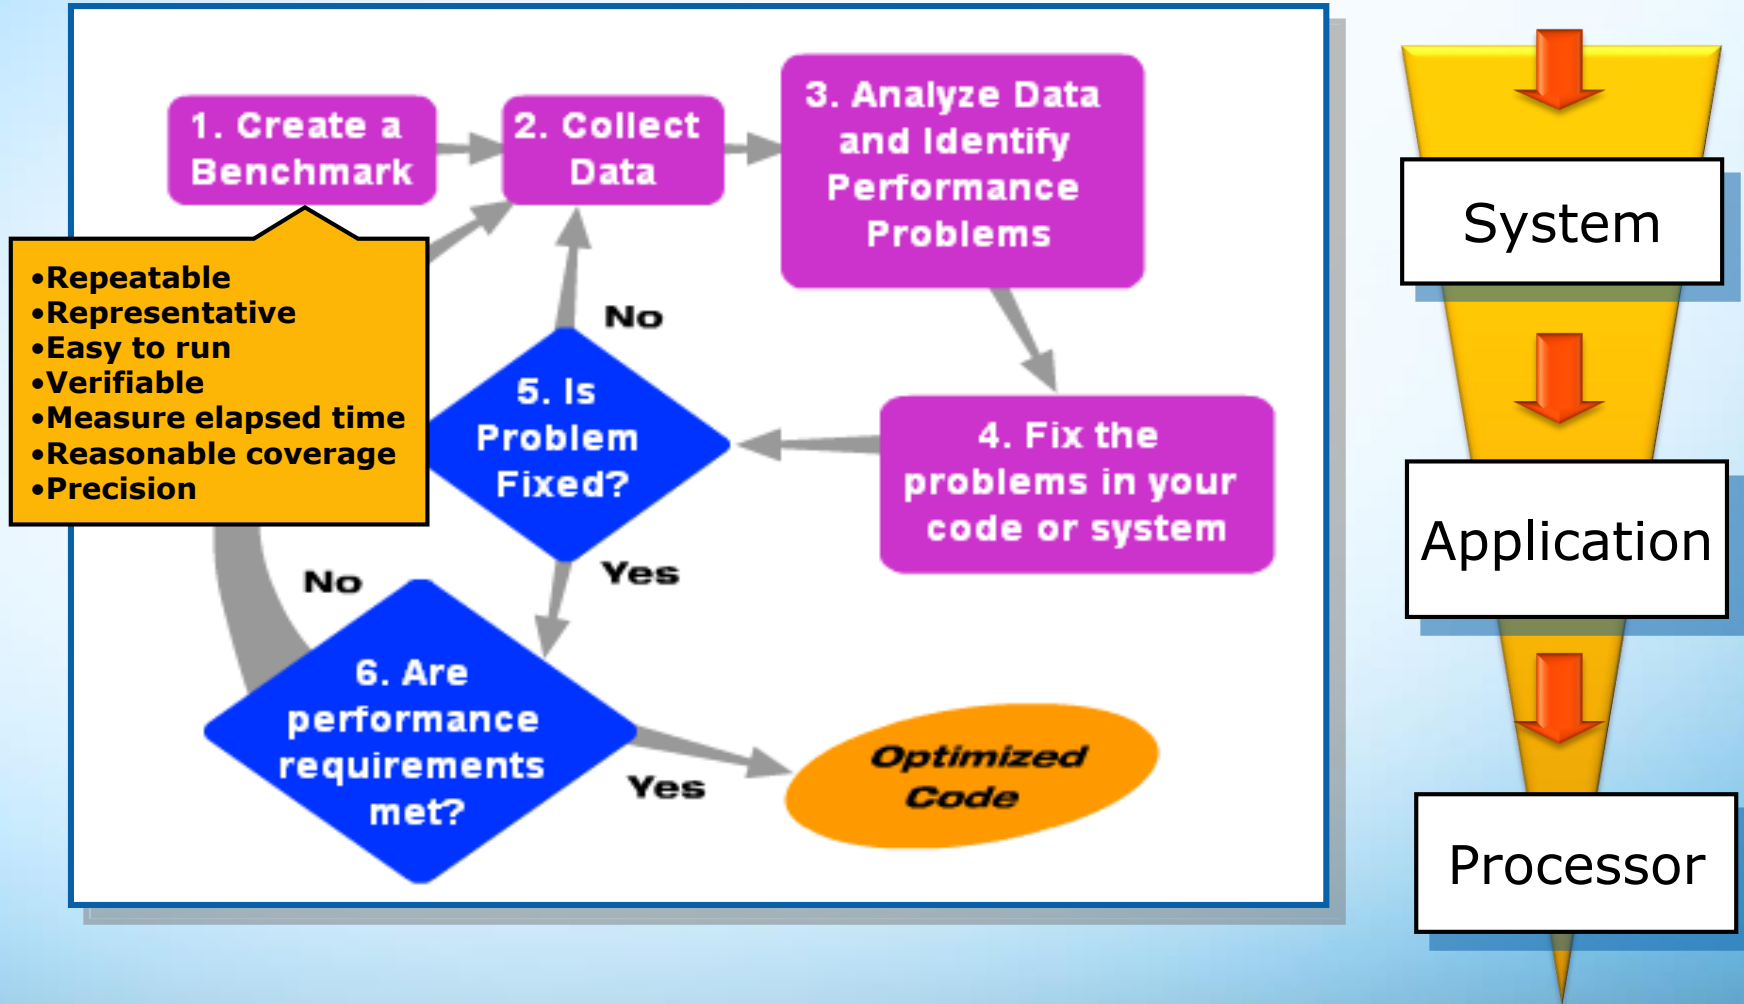 1. Create a
Benchmark
2. Collect
Data
3. Analyze Data
and Identify
Performance
Problems
•Repeatable
•Representative
•Easy to run
•Verifiable
•Measure elapsed time
•Reasonable coverage
•Precision
No
5. Is
Problem
Fixed?
4. Fix the
problems in your
code or system
Yes
No
6. Are
performance
requirements
met?
Yes
Optimized
Code
System
Application
Processor